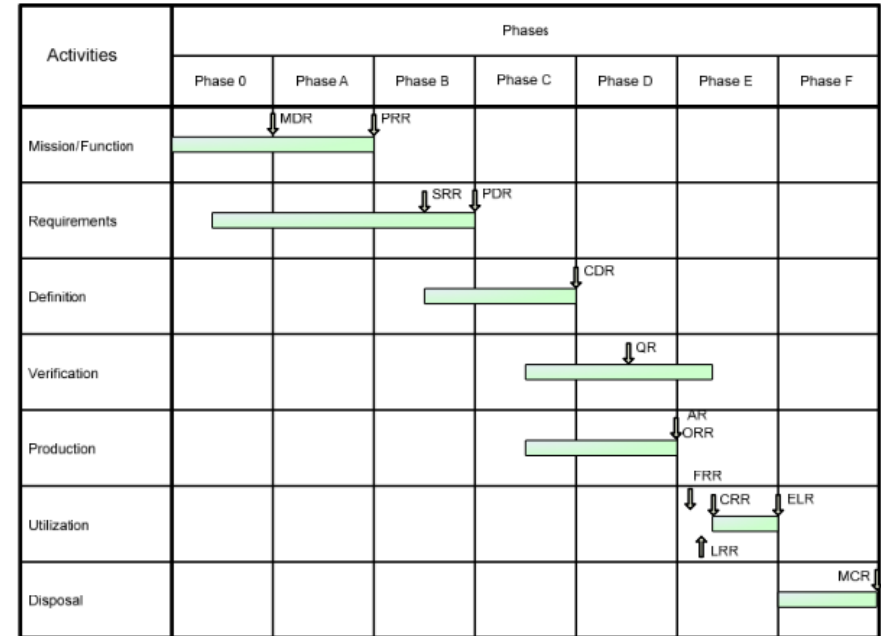 Activities
Phases
Phase 0
Phase A
Phase B
Phase C
Phase D
Phase E
Phase F
Mission/Function
MDR
PRR
Requirements
SRR
PDR
Definition
CDR
Verification
QR
Production
AR
ORR
Utilization
FRR
CRR
ELR
LRR
Disposal
MCR